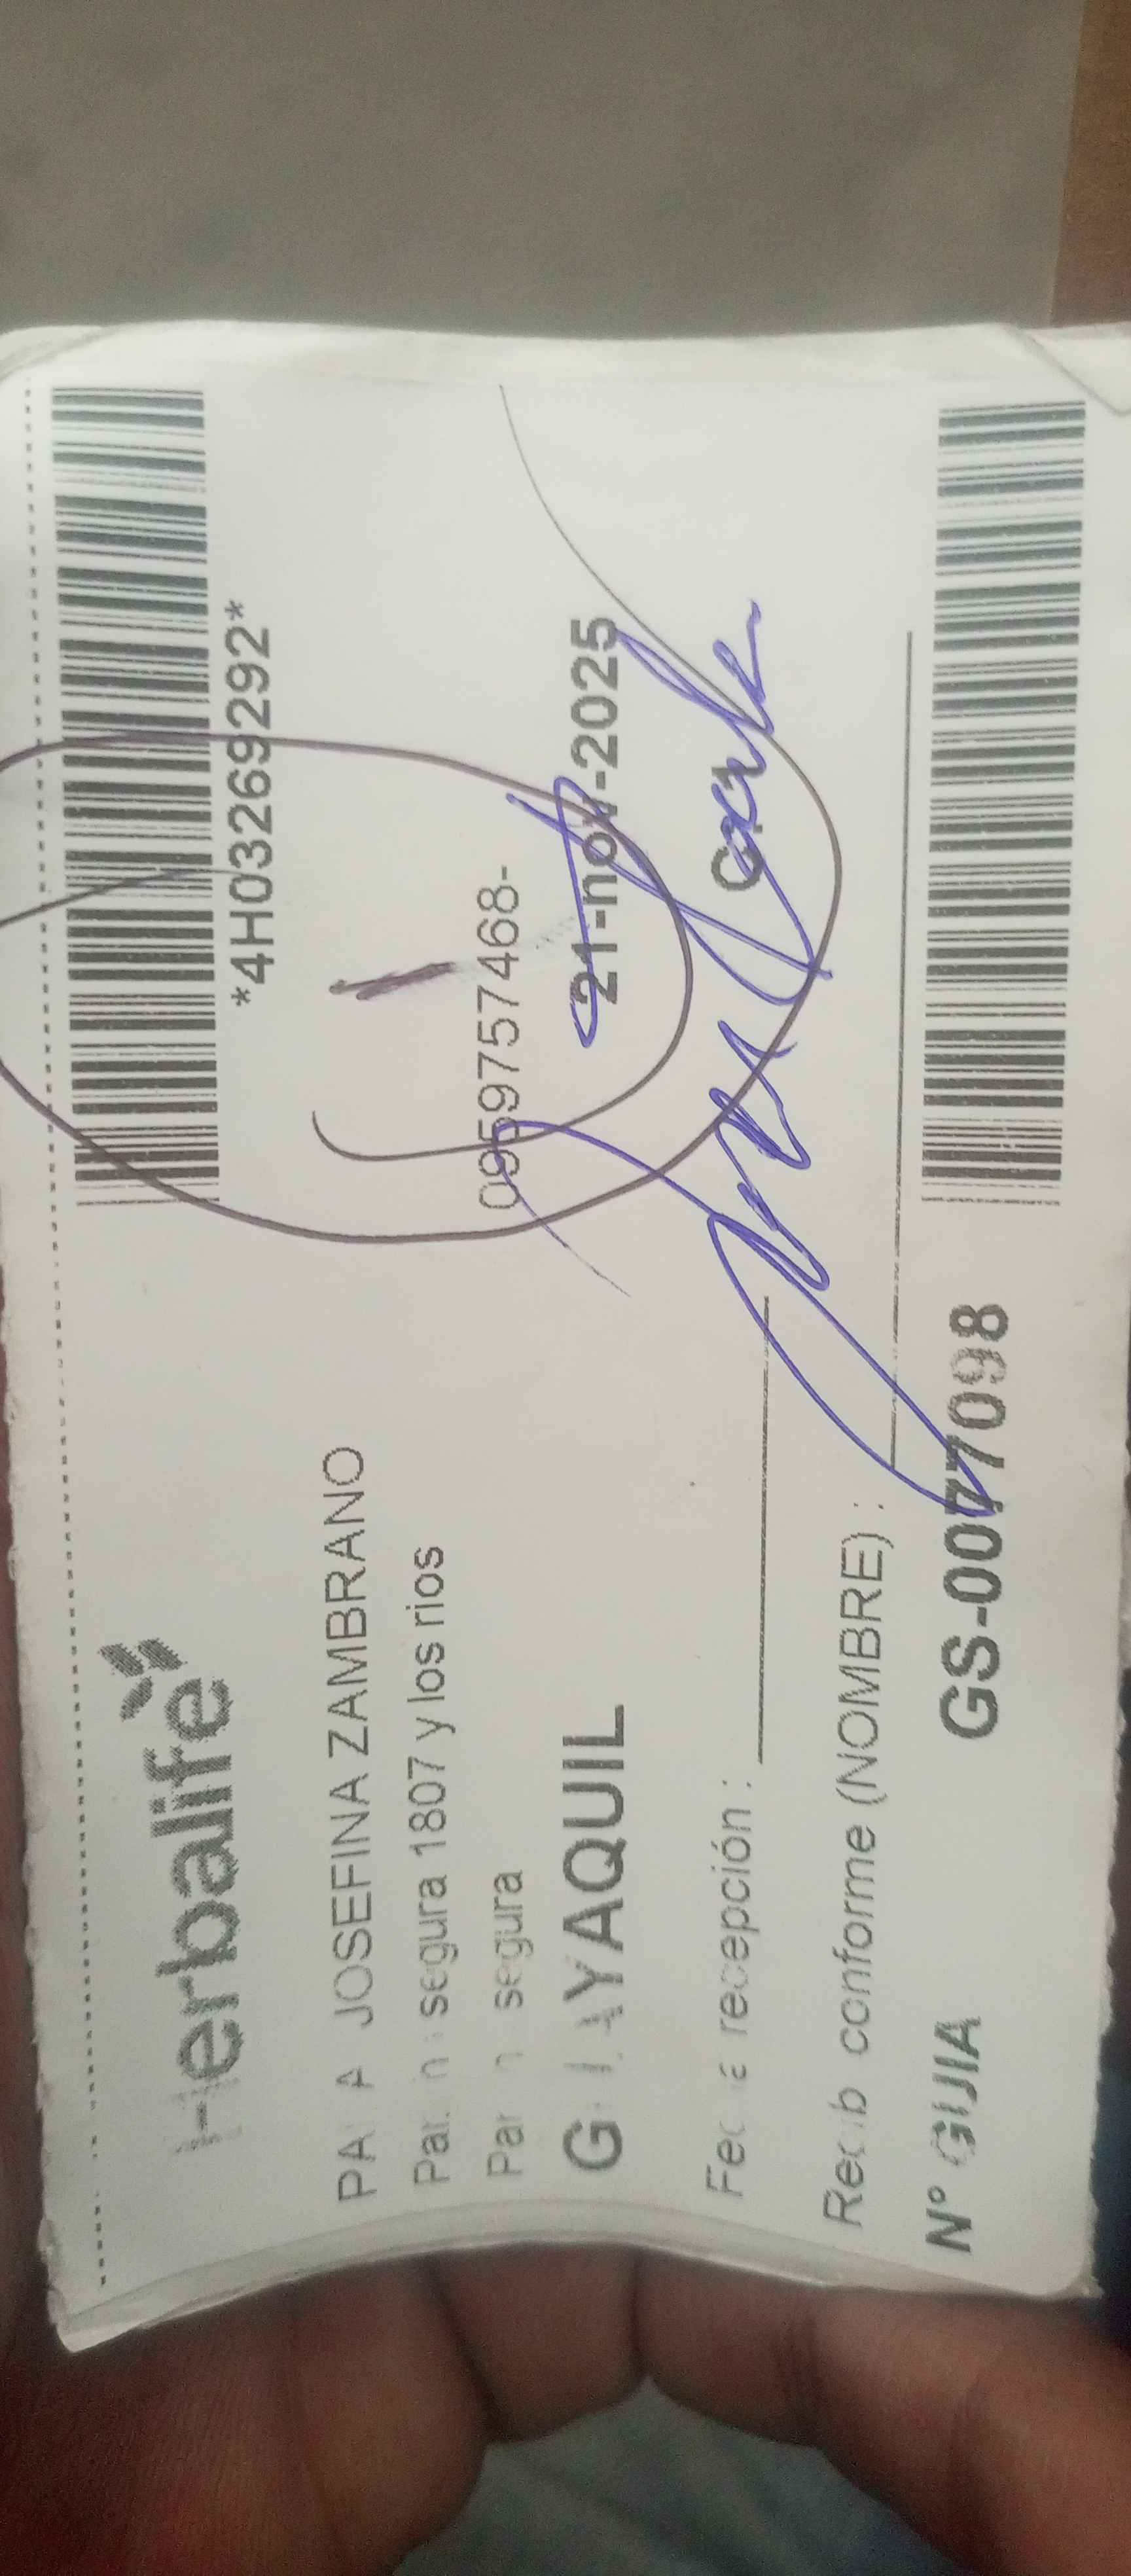 Herbalife
*4H03269292*
JOSEFINA ZAMBRANO
segura 1807 y los rios
0959757468-
segura
GUAYAQUIL
21-nov-2025
recepción :
conforme (NOMBRE) :
N° GUIA GS-0077098